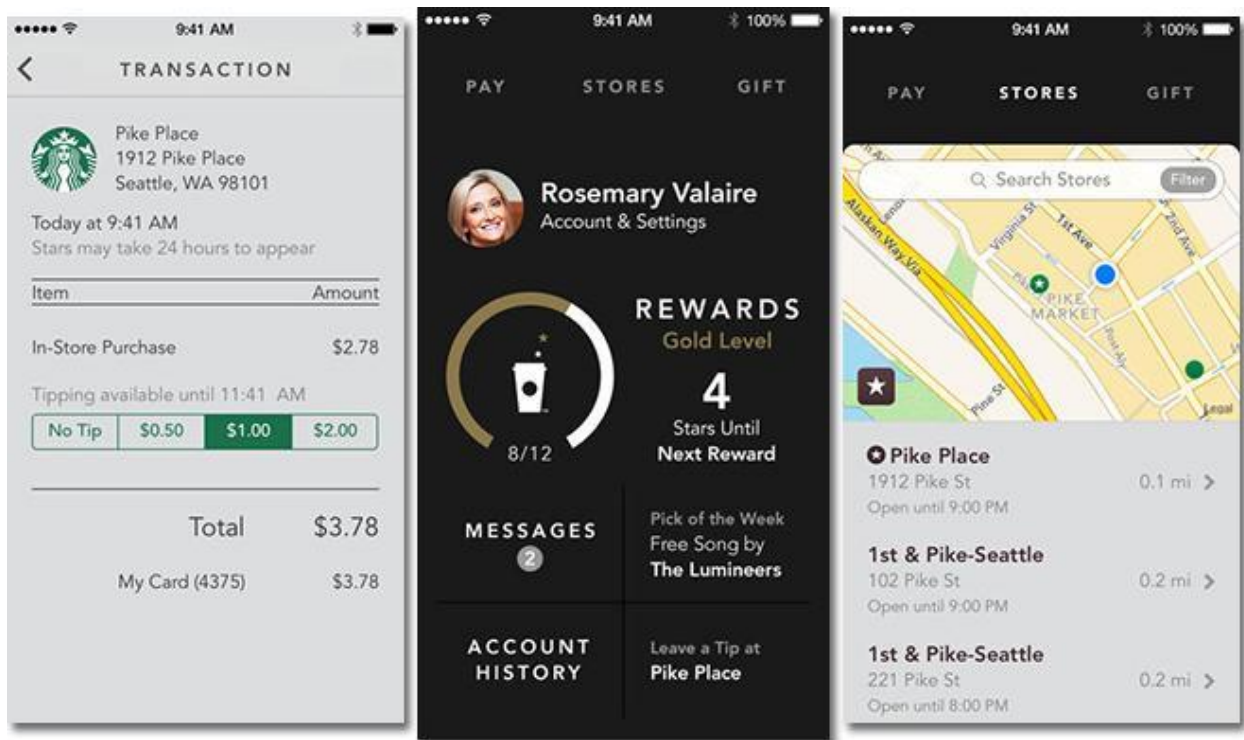 9:41 AM
TRANSACTION
Pike Place
1912 Pike Place
Seattle, WA 98101
Today at 9:41 AM
Stars may take 24 hours to appear
Item Amount
In-Store Purchase $2.78
Tipping available until 11:41 AM
No Tip $0.50 $1.00 $2.00
Total $3.78
My Card (4375) $3.78
9:41 AM 100%
PAY STORES GIFT
Rosemary Valaire
Account & Settings
REWARDS
Gold Level
4
Stars Until
Next Reward
8/12
MESSAGES
2
Pick of the Week
Free Song by
The Lumineers
ACCOUNT
HISTORY
Leave a Tip at
Pike Place
9:41 AM 100%
PAY STORES GIFT
Search Stores Filter
Alaskan Way Via
Virginia St
1st Ave
2nd Ave
PIKE
MARKET
Post Aly
Pine St
Legal
Pike Place
1912 Pike St
0.1 mi
Open until 9:00 PM
1st & Pike-Seattle
102 Pike St
0.2 mi
Open until 9:00 PM
1st & Pike-Seattle
221 Pike St
0.2 mi
Open until 8:00 PM